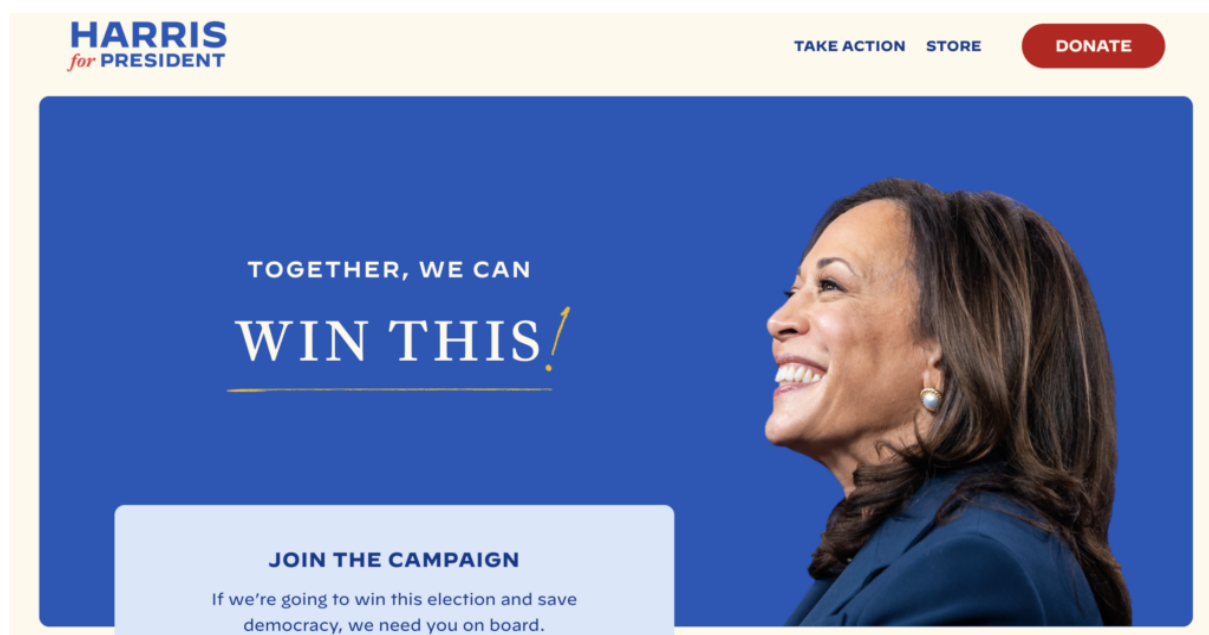 HARRIS
for PRESIDENT
TAKE ACTION STORE DONATE
TOGETHER, WE CAN
WIN THIS!
JOIN THE CAMPAIGN
If we’re going to win this election and save
democracy, we need you on board.